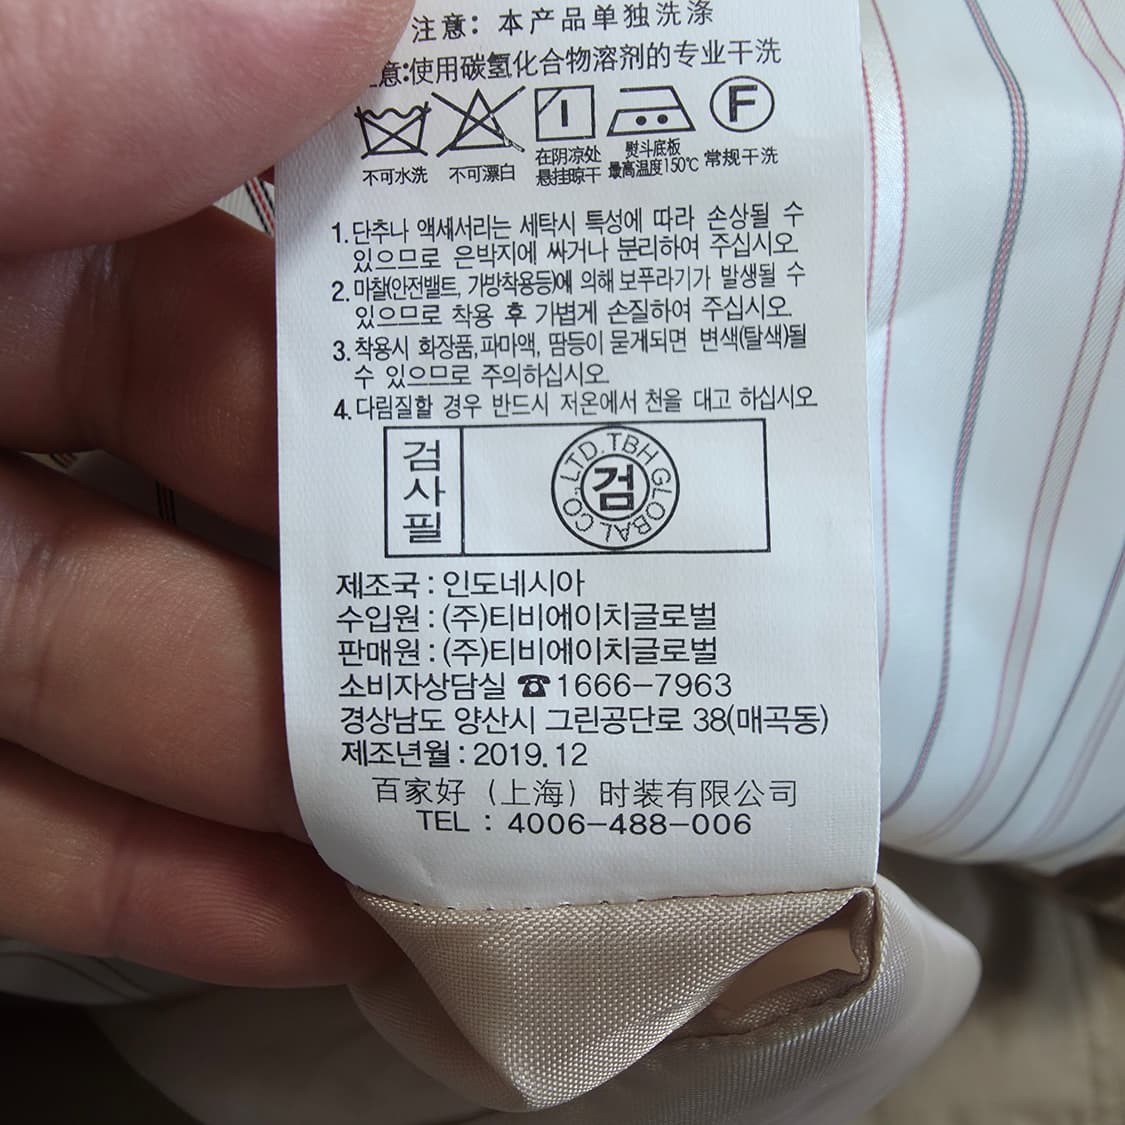 注意：本产品单独洗涤
意:使用碳氢化合物溶剂的专业干洗
F
不可水洗 不可漂白 在阴凉处 熨斗底板 常规干洗
悬挂晾干 最高温度150℃
1. 단추나 액세서리는 세탁시 특성에 따라 손상될 수
있으므로 은박지에 싸거나 분리하여 주십시오.
2. 마찰(안전밸트, 가방착용등)에 의해 보푸라기가 발생될 수
있으므로 착용 후 가볍게 손질하여 주십시오.
3. 착용시 화장품,파마액, 땀등이 묻게되면 변색(탈색)될
수 있으므로 주의하십시오.
4. 다림질할 경우 반드시 저온에서 천을 대고 하십시오.
검사필
CO.,LTD.TBH GLOBAL
검
제조국 : 인도네시아
수입원 : (주)티비에이치글로벌
판매원 : (주)티비에이치글로벌
소비자상담실 ☎1666-7963
경상남도 양산시 그린공단로 38(매곡동)
제조년월 : 2019.12
百家好（上海）时装有限公司
TEL : 4006-488-006